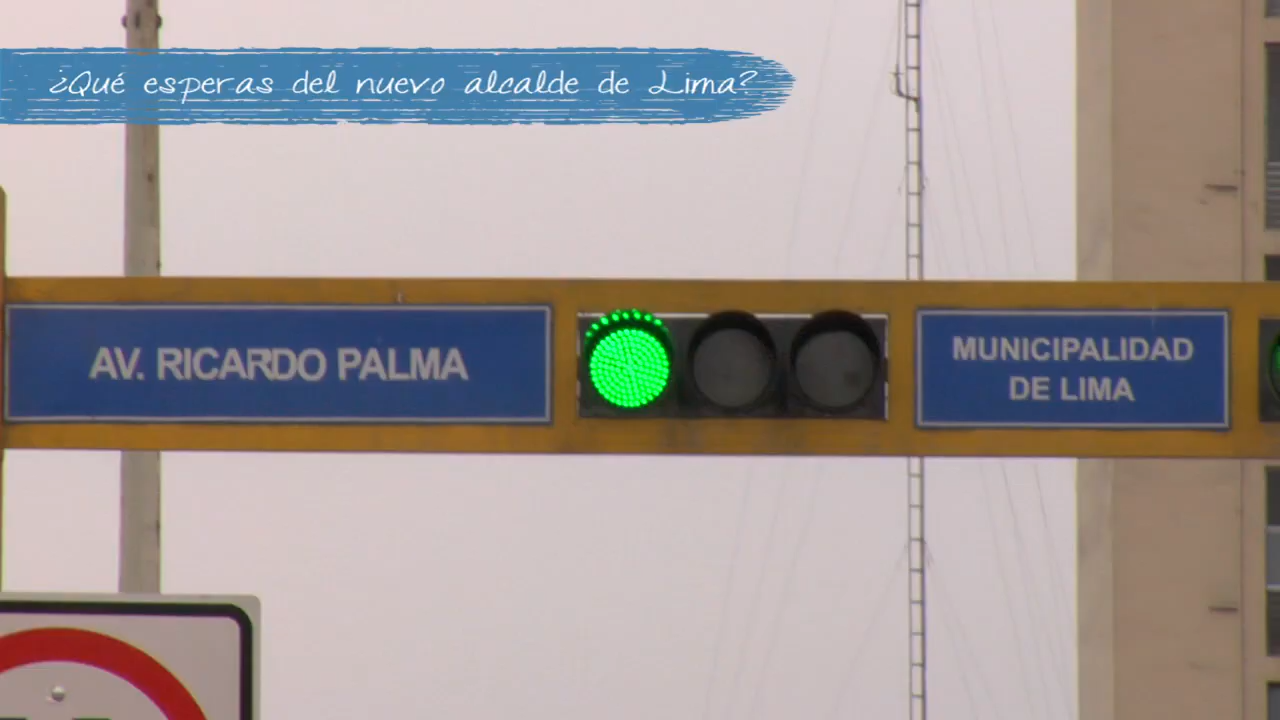 ¿Qué esperas del nuevo alcalde de Lima?
AV. RICARDO PALMA
MUNICIPALIDAD
DE LIMA